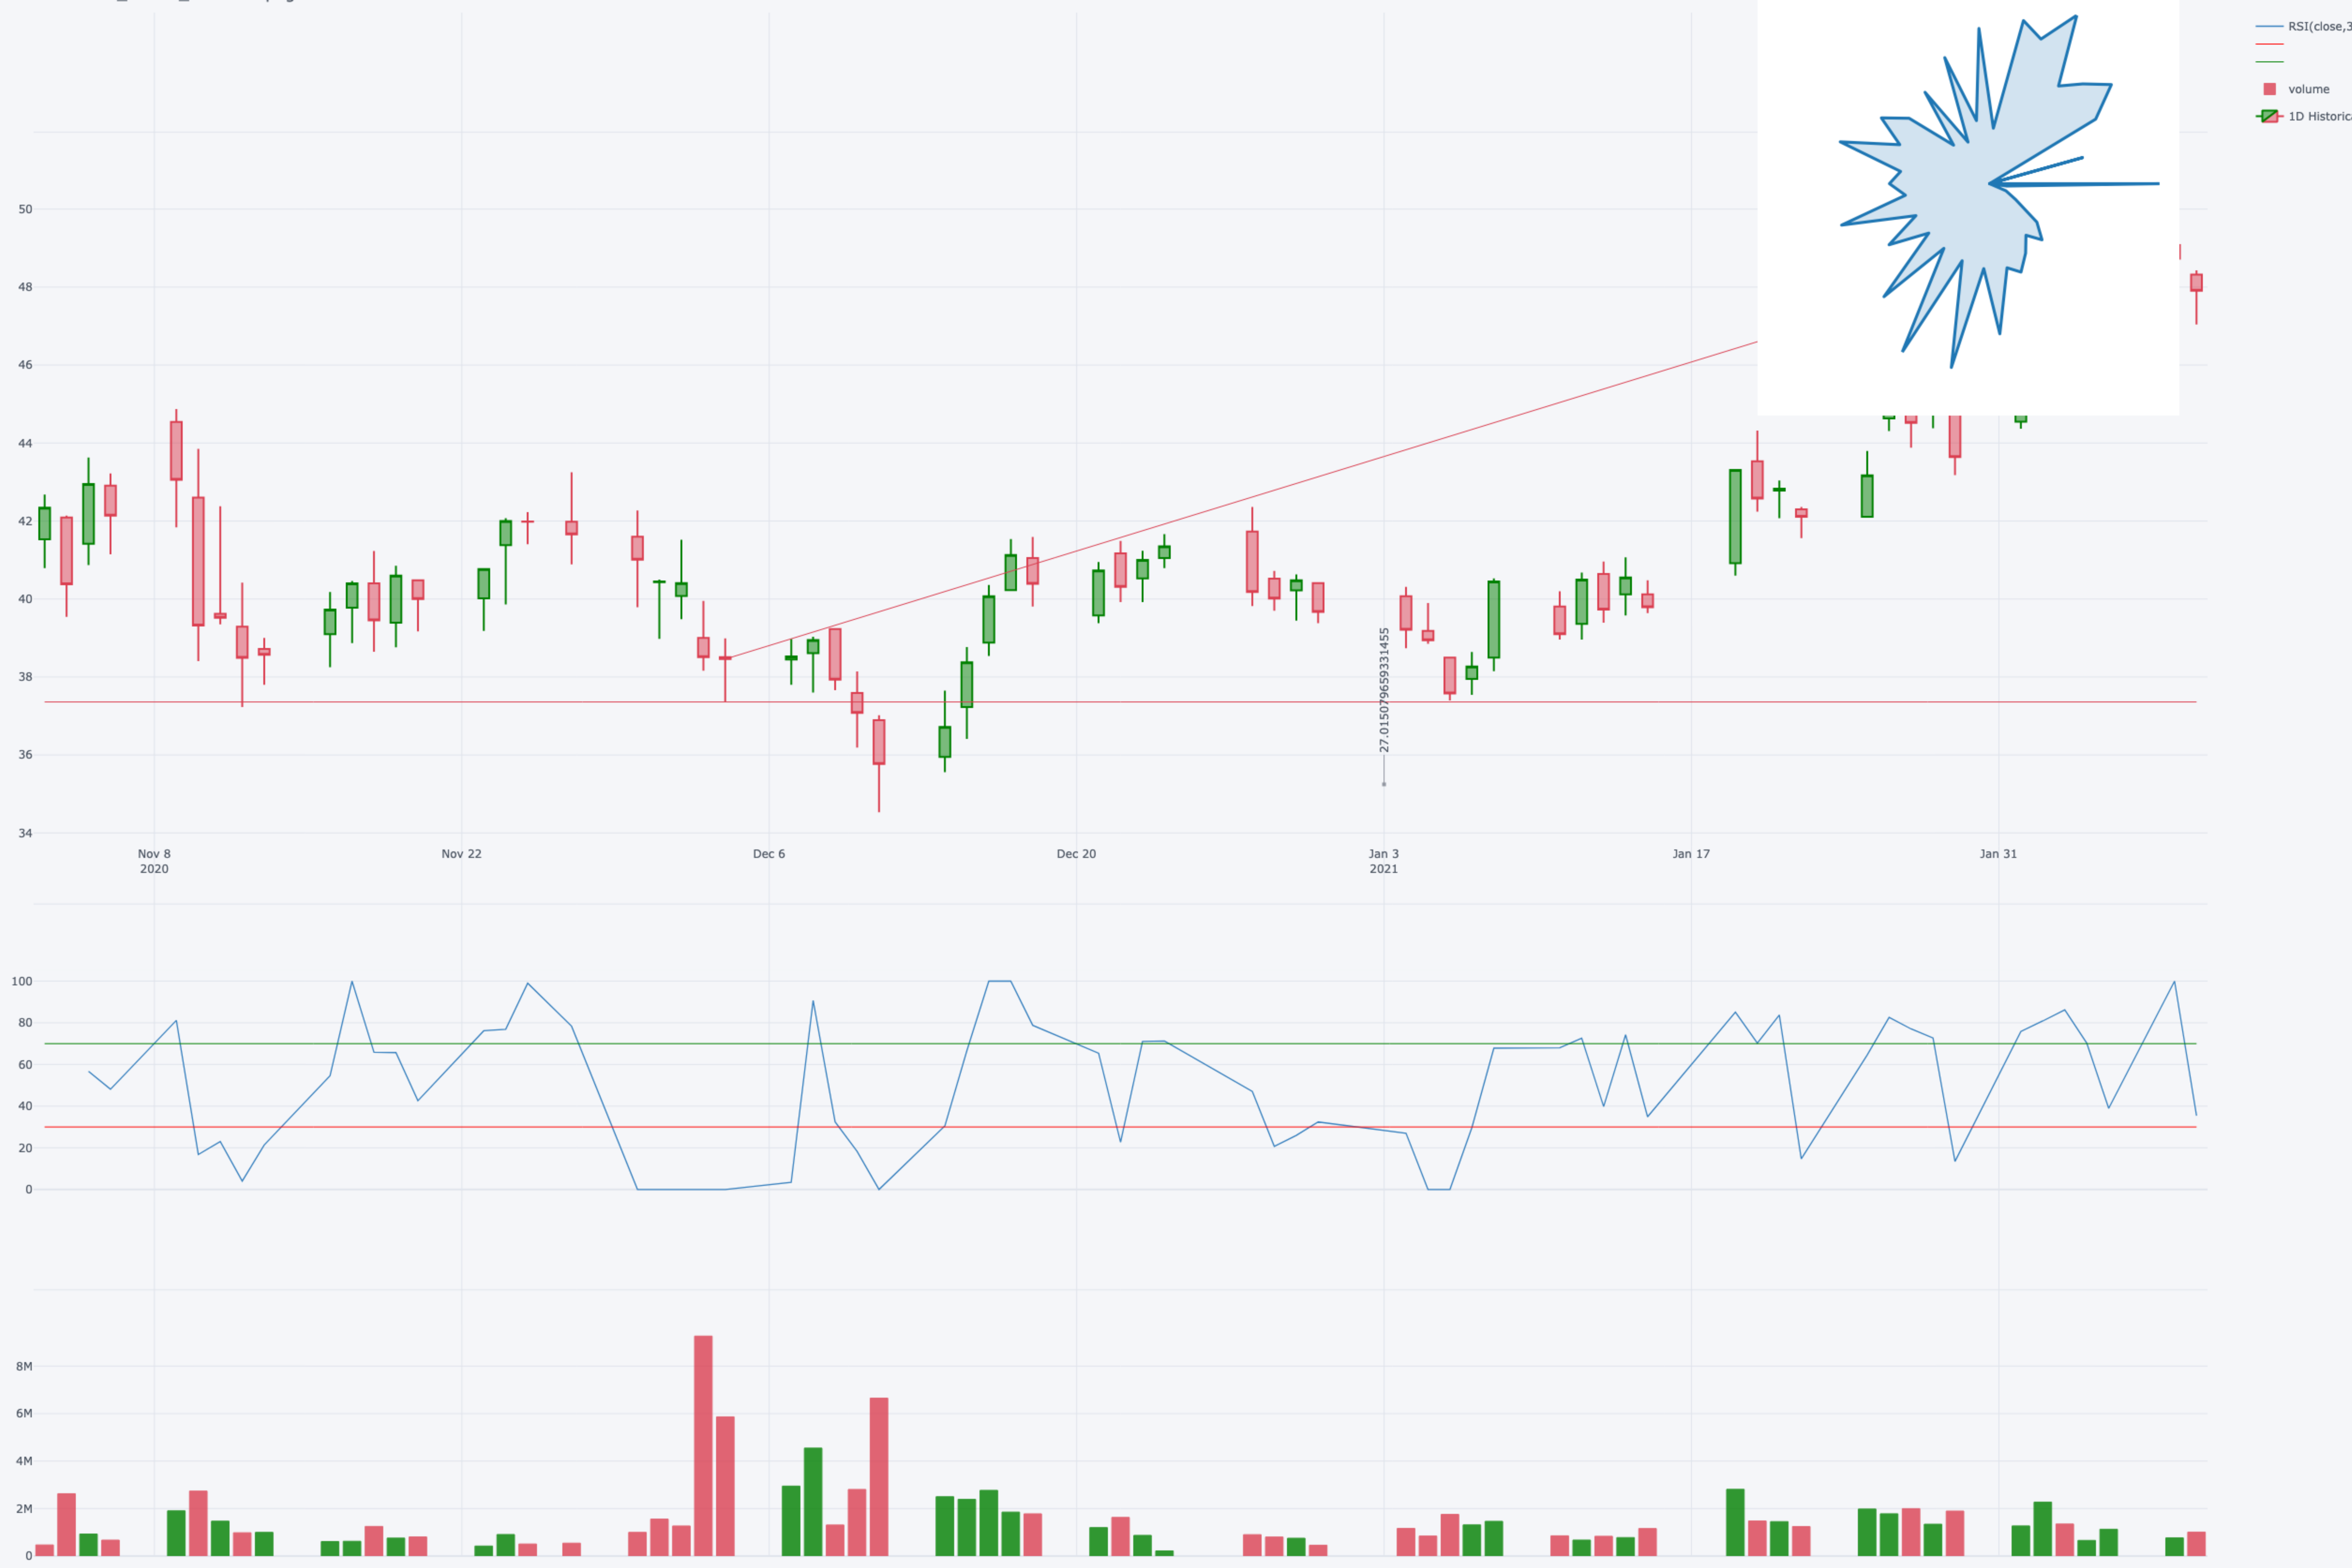 RSI(close,3
volume
1D Historic
50
48
46
44
42
40
38
36
34
27.015079659331455
Nov 8
2020
Nov 22
Dec 6
Dec 20
Jan 3
2021
Jan 17
Jan 31
100
80
60
40
20
0
8M
6M
4M
2M
0